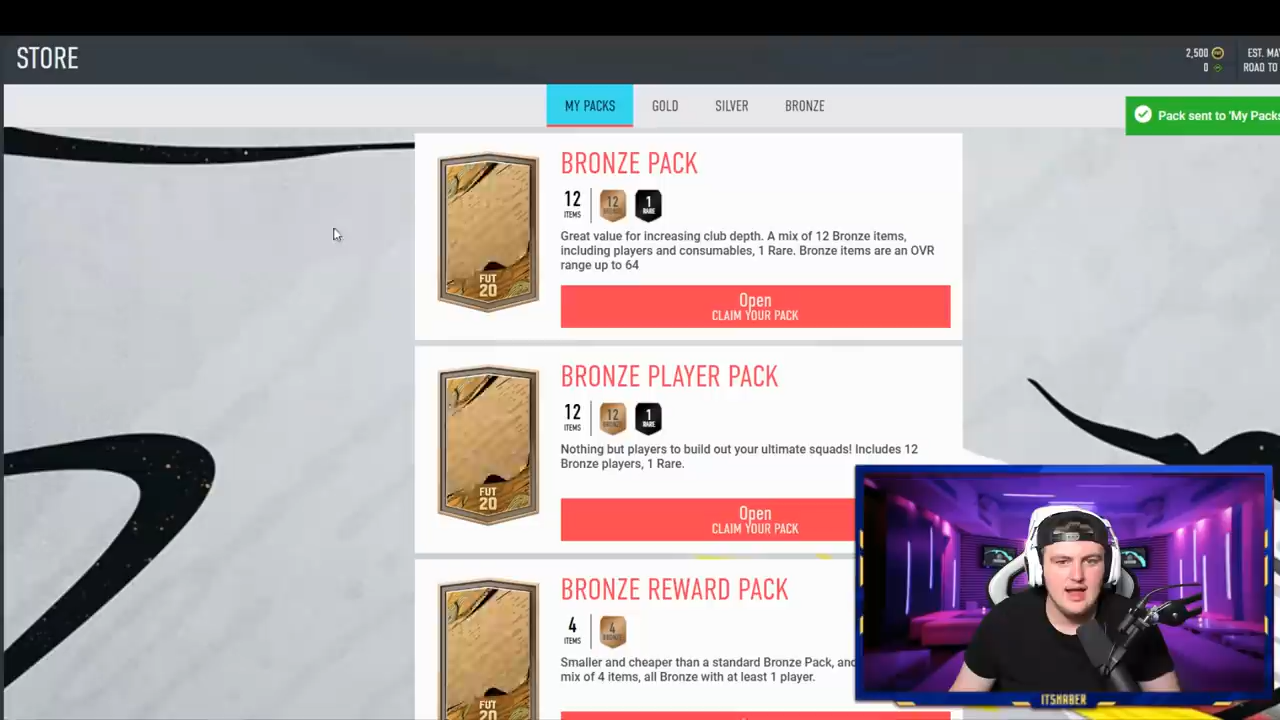 STORE
2,500
0
EST. MA
ROAD TO
MY PACKS
GOLD
SILVER
BRONZE
Pack sent to 'My Packs
BRONZE PACK
12
ITEMS
12
BRONZE
1
RARE
Great value for increasing club depth. A mix of 12 Bronze items,
including players and consumables, 1 Rare. Bronze items are an OVR
range up to 64
FUT
20
Open
CLAIM YOUR PACK
BRONZE PLAYER PACK
12
ITEMS
12
BRONZE
1
RARE
Nothing but players to build out your ultimate squads! Includes 12
Bronze players, 1 Rare.
FUT
20
Open
CLAIM YOUR PACK
BRONZE REWARD PACK
4
ITEMS
4
BRONZE
Smaller and cheaper than a standard Bronze Pack, and
mix of 4 items, all Bronze with at least 1 player.
FUT
20
ITSHABER